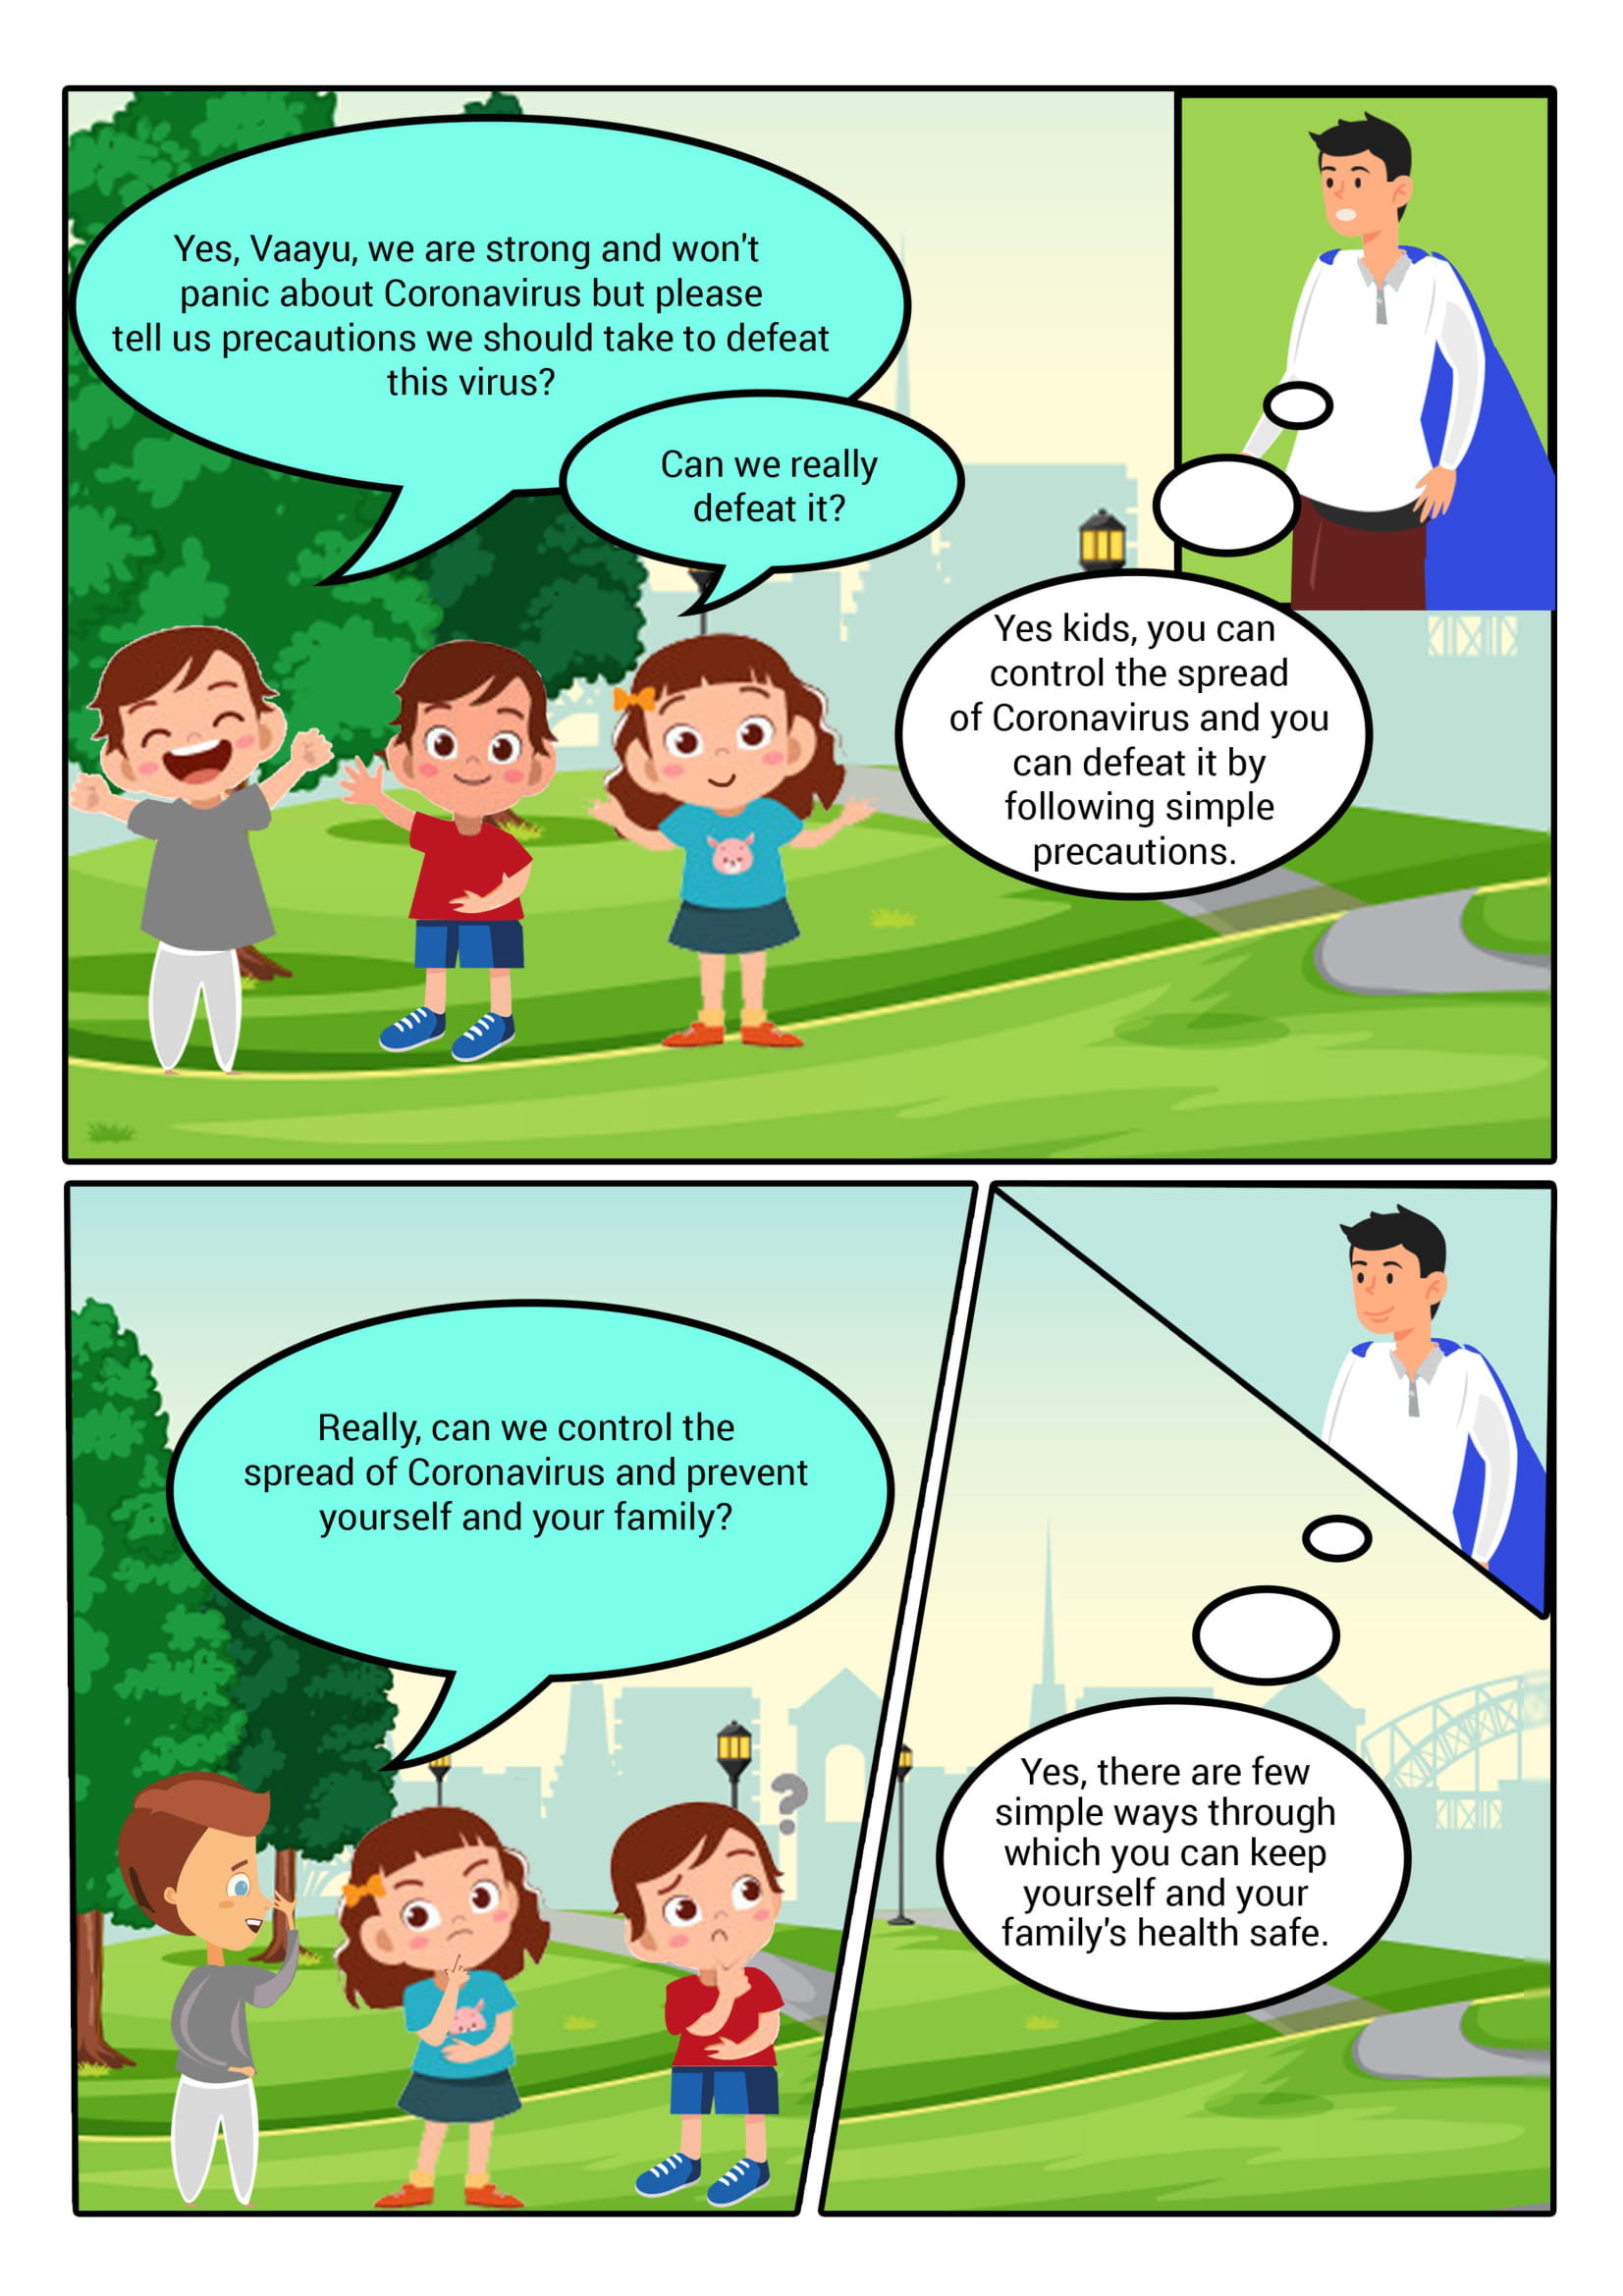 Yes, Vaayu, we are strong and won't
panic about Coronavirus but please
tell us precautions we should take to defeat
this virus?
Can we really
defeat it?
Yes kids, you can
control the spread
of Coronavirus and you
can defeat it by
following simple
precautions.
Really, can we control the
spread of Coronavirus and prevent
yourself and your family?
?
Yes, there are few
simple ways through
which you can keep
yourself and your
family's health safe.